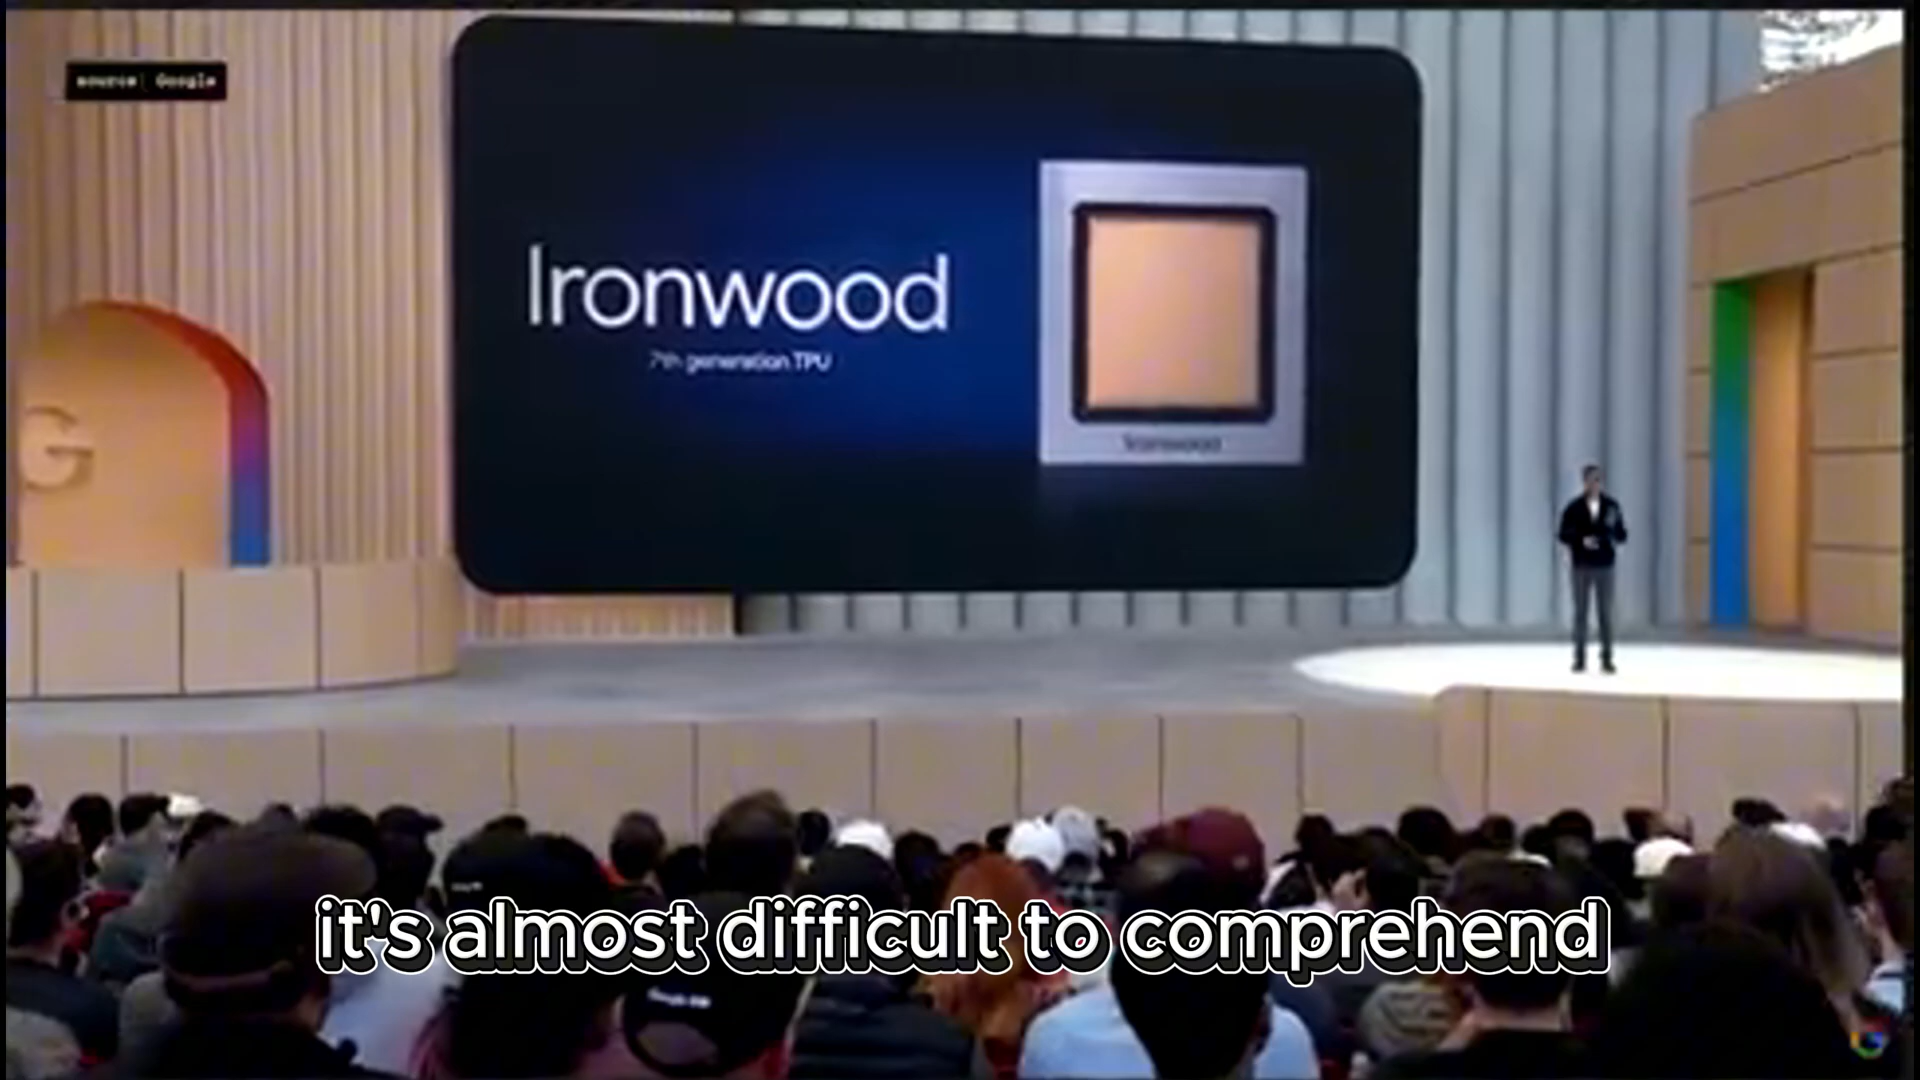 source: Google
Ironwood
7th generation TPU
Ironwood
G
it's almost difficult to comprehend